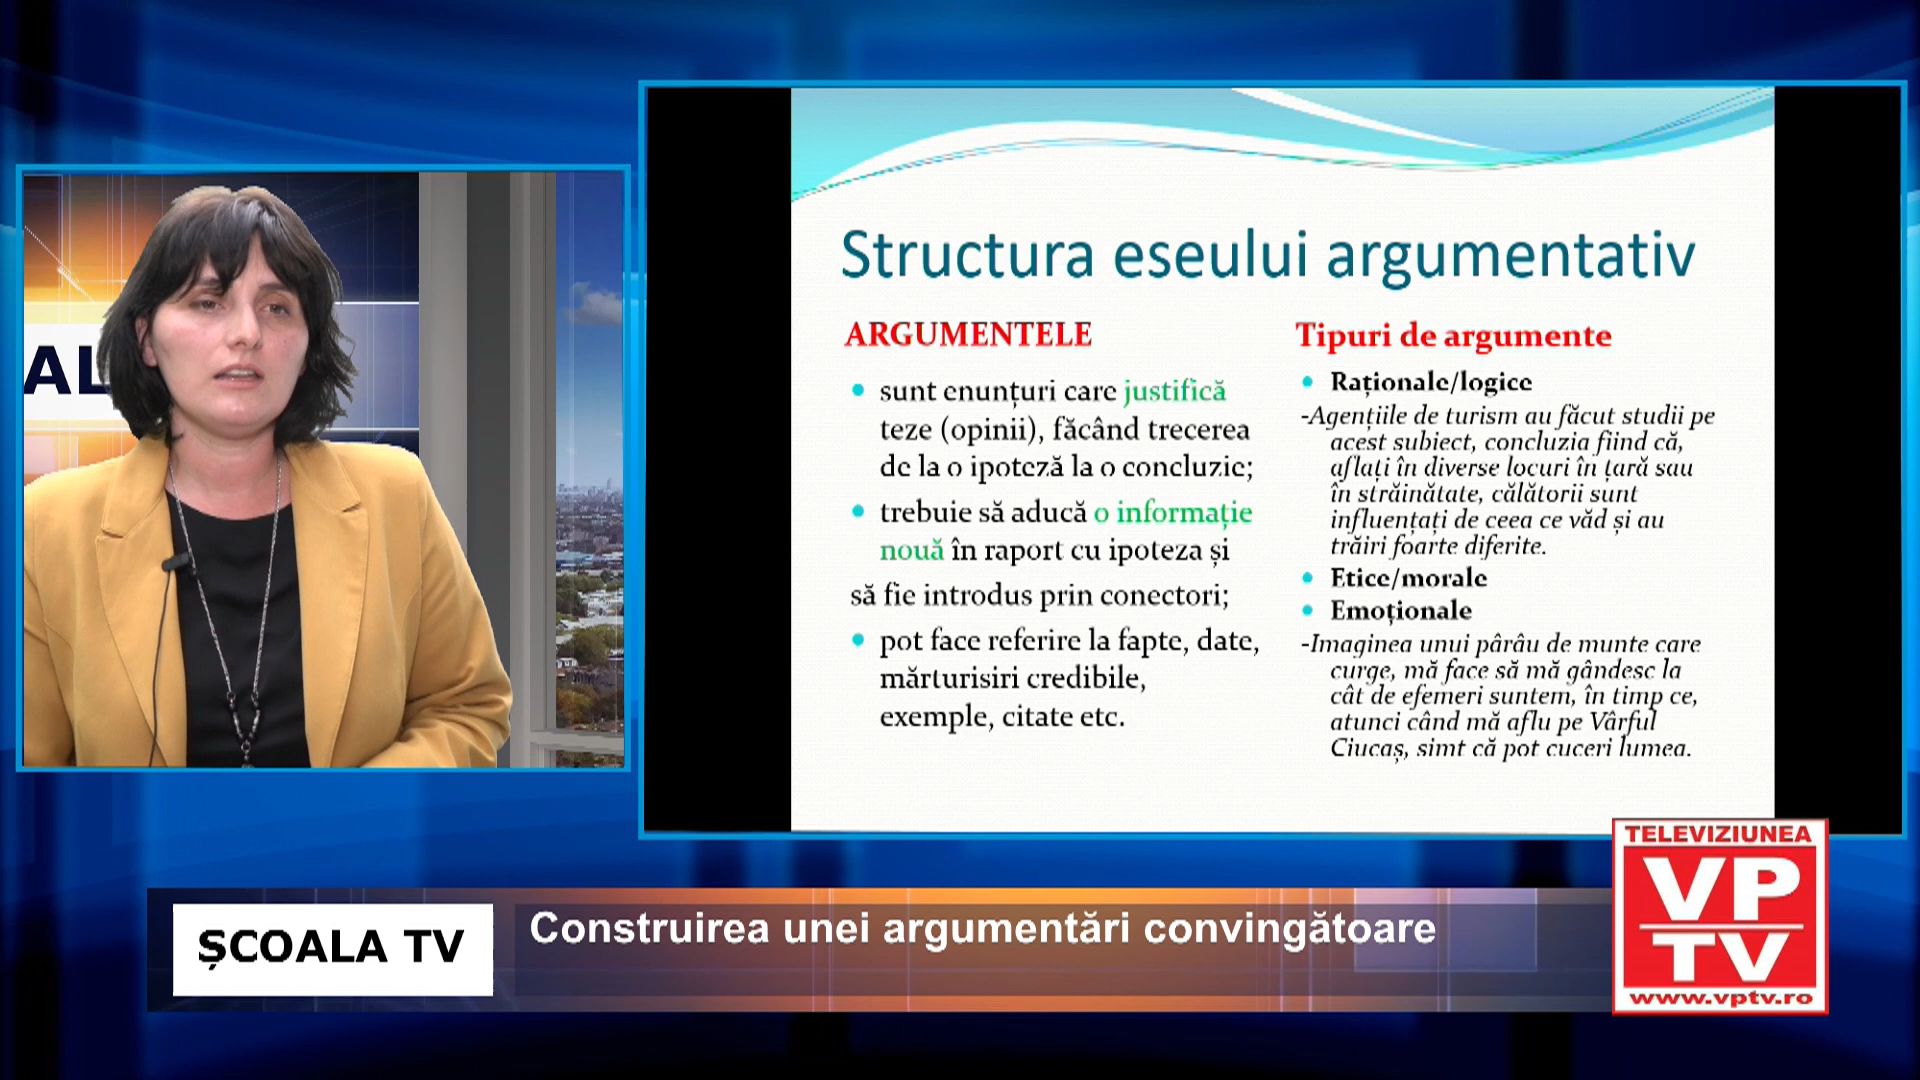 AL
Structura eseului argumentativ
ARGUMENTELE
• sunt enunțuri care justifică
teze (opinii), făcând trecerea
de la o ipoteză la o concluzie;
• trebuie să aducă o informație
nouă în raport cu ipoteza și
să fie introdus prin conectori;
• pot face referire la fapte, date,
mărturisiri credibile,
exemple, citate etc.
Tipuri de argumente
• Raționale/logice
-Agențiile de turism au făcut studii pe
acest subiect, concluzia fiind că,
aflați în diverse locuri în țară sau
în străinătate, călătorii sunt
influențați de ceea ce văd și au
trăiri foarte diferite.
• Etice/morale
• Emoționale
-Imaginea unui pârâu de munte care
curge, mă face să mă gândesc la
cât de efemeri suntem, în timp ce,
atunci când mă aflu pe Vârful
Ciucaș, simt că pot cuceri lumea.
ȘCOALA TV
Construirea unei argumentări convingătoare
TELEVIZIUNEA
VP
TV
www.vptv.ro